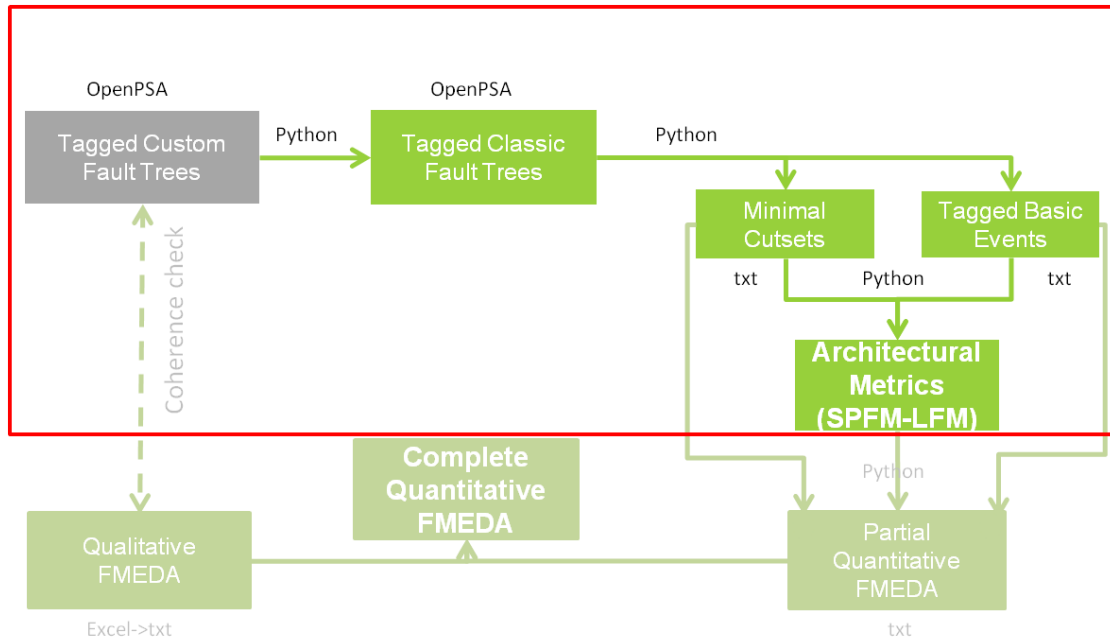 OpenPSA
OpenPSA
Tagged Custom
Fault Trees
Python
Tagged Classic
Fault Trees
Python
Minimal
Cutsets
Tagged Basic
Events
txt
Python
txt
Coherence check
Architectural
Metrics
(SPFM-LFM)
Complete
Quantitative
FMEDA
Python
Qualitative
FMEDA
Partial
Quantitative
FMEDA
Excel->txt
txt